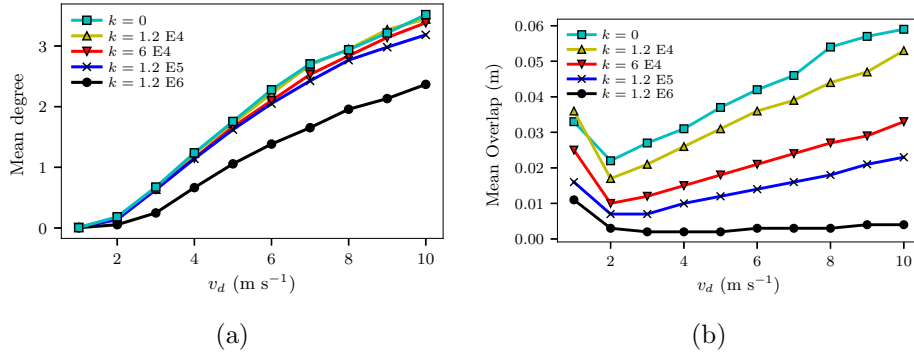 k = 0
k = 1.2 E4
k = 6 E4
k = 1.2 E5
k = 1.2 E6
Mean degree
3
2
1
0
2 4 6 8 10
v_d (m s⁻¹)
(a)
k = 0
k = 1.2 E4
k = 6 E4
k = 1.2 E5
k = 1.2 E6
Mean Overlap (m)
0.06
0.05
0.04
0.03
0.02
0.01
0.00
2 4 6 8 10
v_d (m s⁻¹)
(b)